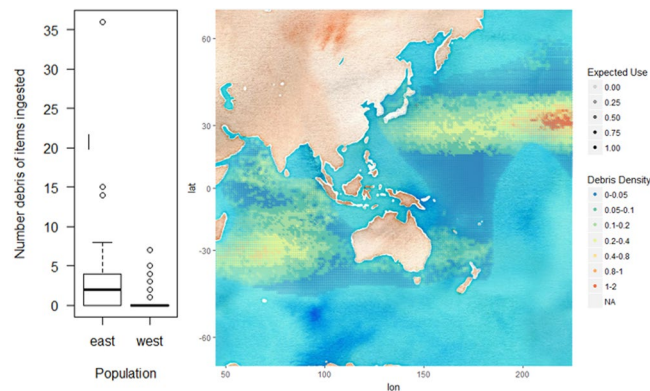 35
30
25
20
15
10
5
0
Number debris of items ingested
east west
Population
60
30
0
-30
-60
lat
50 100 150 200
lon
Expected Use
0.00
0.25
0.50
0.75
1.00
Debris Density
0-0.05
0.05-0.1
0.1-0.2
0.2-0.4
0.4-0.8
0.8-1
1-2
NA